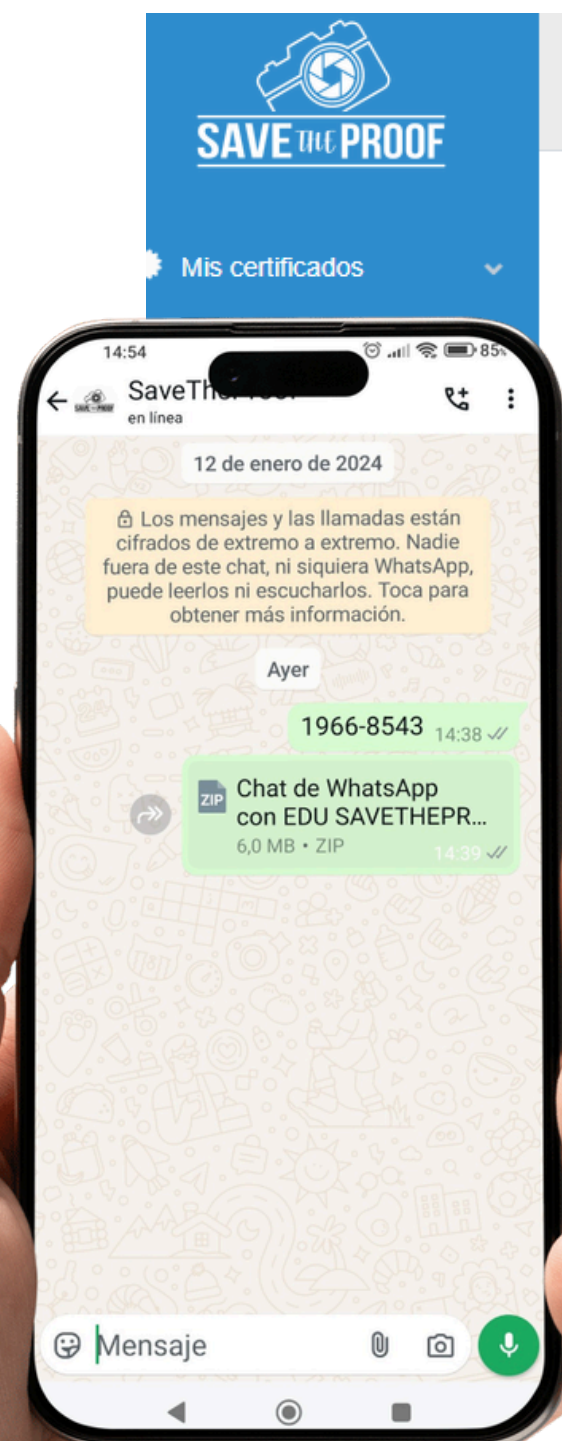 SAVE THE PROOF
Mis certificados
14:54
85%
SaveThe
en línea
12 de enero de 2024
Los mensajes y las llamadas están
cifrados de extremo a extremo. Nadie
fuera de este chat, ni siquiera WhatsApp,
puede leerlos ni escucharlos. Toca para
obtener más información.
Ayer
1966-8543 14:38
ZIP
Chat de WhatsApp
con EDU SAVETHEPR...
6,0 MB • ZIP
14:39
Mensaje